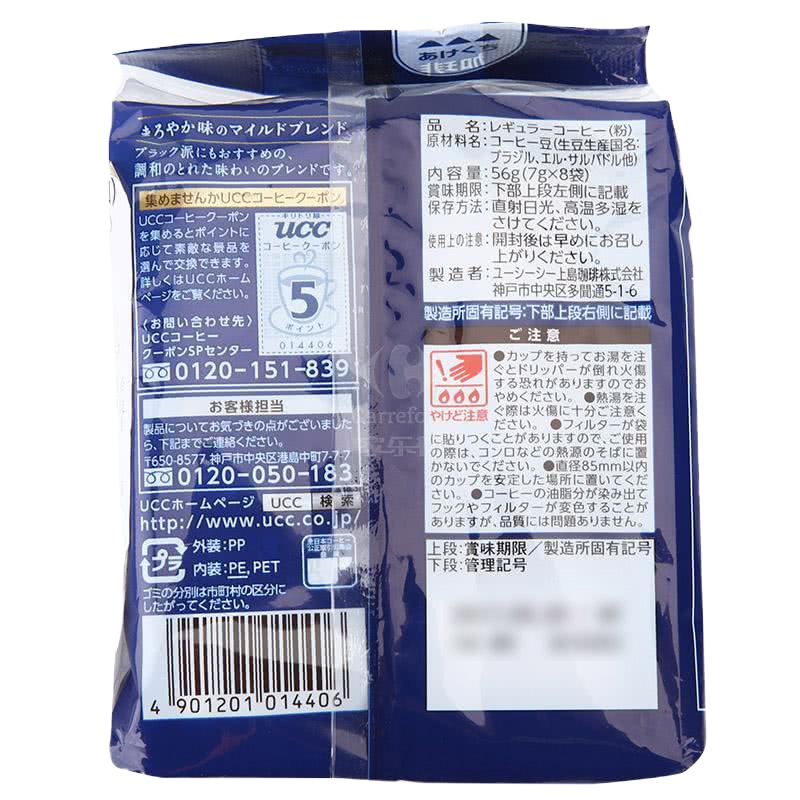 あけくち
珈琲
まろやか味のマイルドブレンド
ブラック派にもおすすめの、
調和のとれた味わいのブレンドです。
集めませんかUCCコーヒークーポン
UCCコーヒークーポン
を集めるとポイントに
応じて素敵な景品を
選んで交換できます。
詳しくはUCCホーム
ページをご覧ください。
〈お問い合わせ先〉
UCCコーヒー
クーポンSPセンター
0120-151-839
キリトリ線
UCC
コーヒークーポン
5
ポイント
014406
お客様担当
製品についてお気づきの点がございました
ら、下記までご連絡ください。
〒650-8577 神戸市中央区港島中町7-7-7
0120-050-183
UCCホームページ UCC 検索
http://www.ucc.co.jp/
プラ
外装:PP
内装:PE,PET
全日本コーヒー
公正取引協議会
会員
ゴミの分別は市町村の区分に
したがってください。
4 901201 014406
品名:レギュラーコーヒー(粉)
原材料名:コーヒー豆(生豆生産国名:
ブラジル、エル・サルバドル他)
内容量:56g(7g×8袋)
賞味期限:下部上段左側に記載
保存方法:直射日光、高温多湿を
さけてください。
使用上の注意:開封後は早めにお召し
上がりください。
製造者:ユーシーシー上島珈琲株式会社
神戸市中央区多聞通5-1-6
製造所固有記号:下部上段右側に記載
ご注意
やけど注意
●カップを持ってお湯を注
ぐとドリッパーが倒れ火傷
する恐れがありますのでお
やめください。●熱湯を注
ぐ際は火傷に十分ご注意く
ださい。●フィルターが袋
に貼りつくことがありますので、ご使用
の際は、コンロなどの熱源のそばに置
かないでください。●直径85mm以内
のカップを安定した場所に置いてくださ
い。●コーヒーの油脂分が染み出て
フックやフィルターが変色することが
ありますが、品質には問題ありません。
上段:賞味期限/製造所固有記号
下段:管理記号
Carrefour